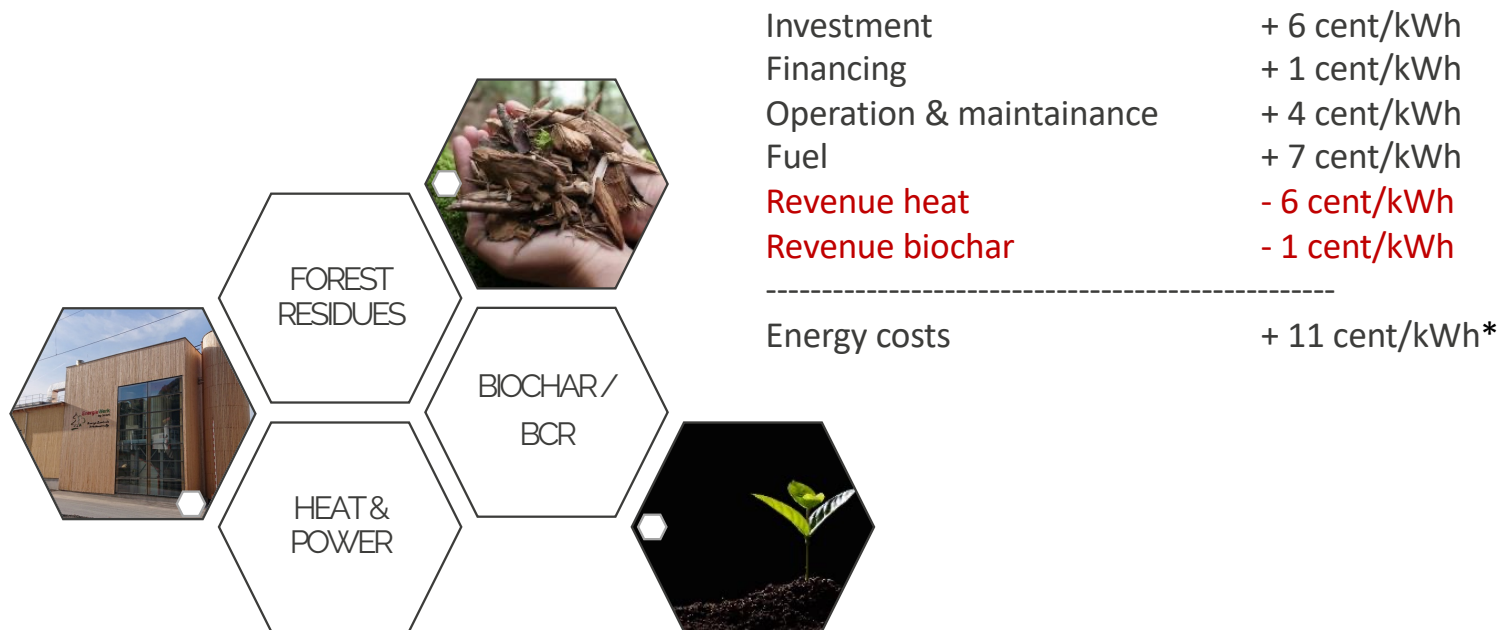 Investment + 6 cent/kWh
Financing + 1 cent/kWh
Operation & maintainance + 4 cent/kWh
Fuel + 7 cent/kWh
Revenue heat - 6 cent/kWh
Revenue biochar - 1 cent/kWh
---------------------------------------------------
Energy costs + 11 cent/kWh*
FOREST
RESIDUES
BIOCHAR /
BCR
HEAT &
POWER